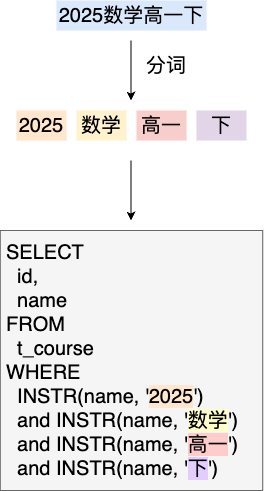 2025数学高一下
分词
2025 数学 高一 下
SELECT
id,
name
FROM
t_course
WHERE
INSTR(name, '2025')
and INSTR(name, '数学')
and INSTR(name, '高一')
and INSTR(name, '下')